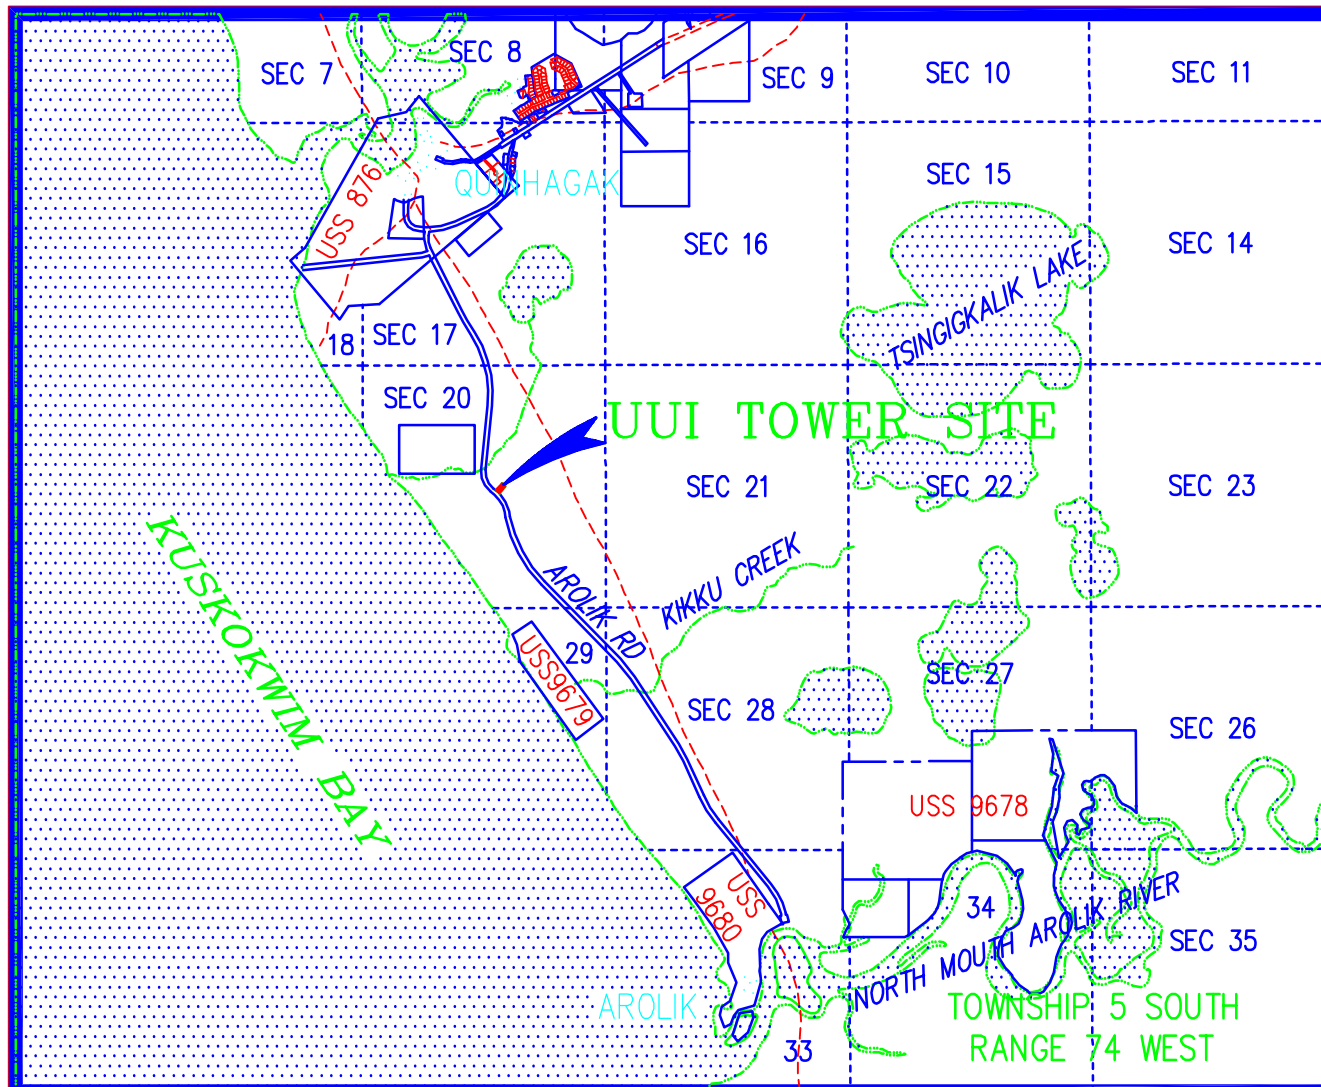 SEC 7
SEC 8
SEC 9
SEC 10
SEC 11
USS 876
QUINHAGAK
SEC 15
SEC 16
SEC 14
TSINGIGKALIK LAKE
18
SEC 17
SEC 20
UUI TOWER SITE
SEC 21
SEC 22
SEC 23
KUSKOKWIM BAY
AROLIK RD
KIKKU CREEK
USS9679
29
SEC 28
SEC 27
SEC 26
USS 9678
USS
9680
34
NORTH MOUTH AROLIK RIVER
SEC 35
AROLIK
33
TOWNSHIP 5 SOUTH
RANGE 74 WEST